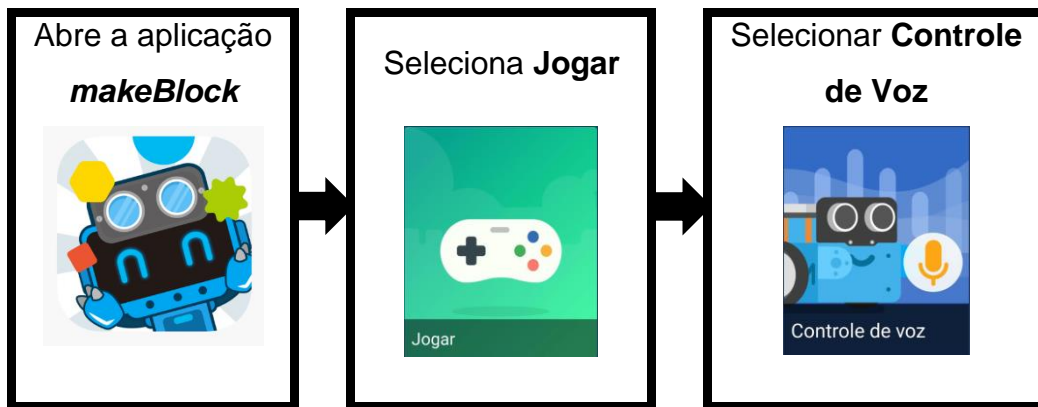 Abre a aplicação
makeBlock
Seleciona Jogar
Jogar
Selecionar Controle
de Voz
Controle de voz